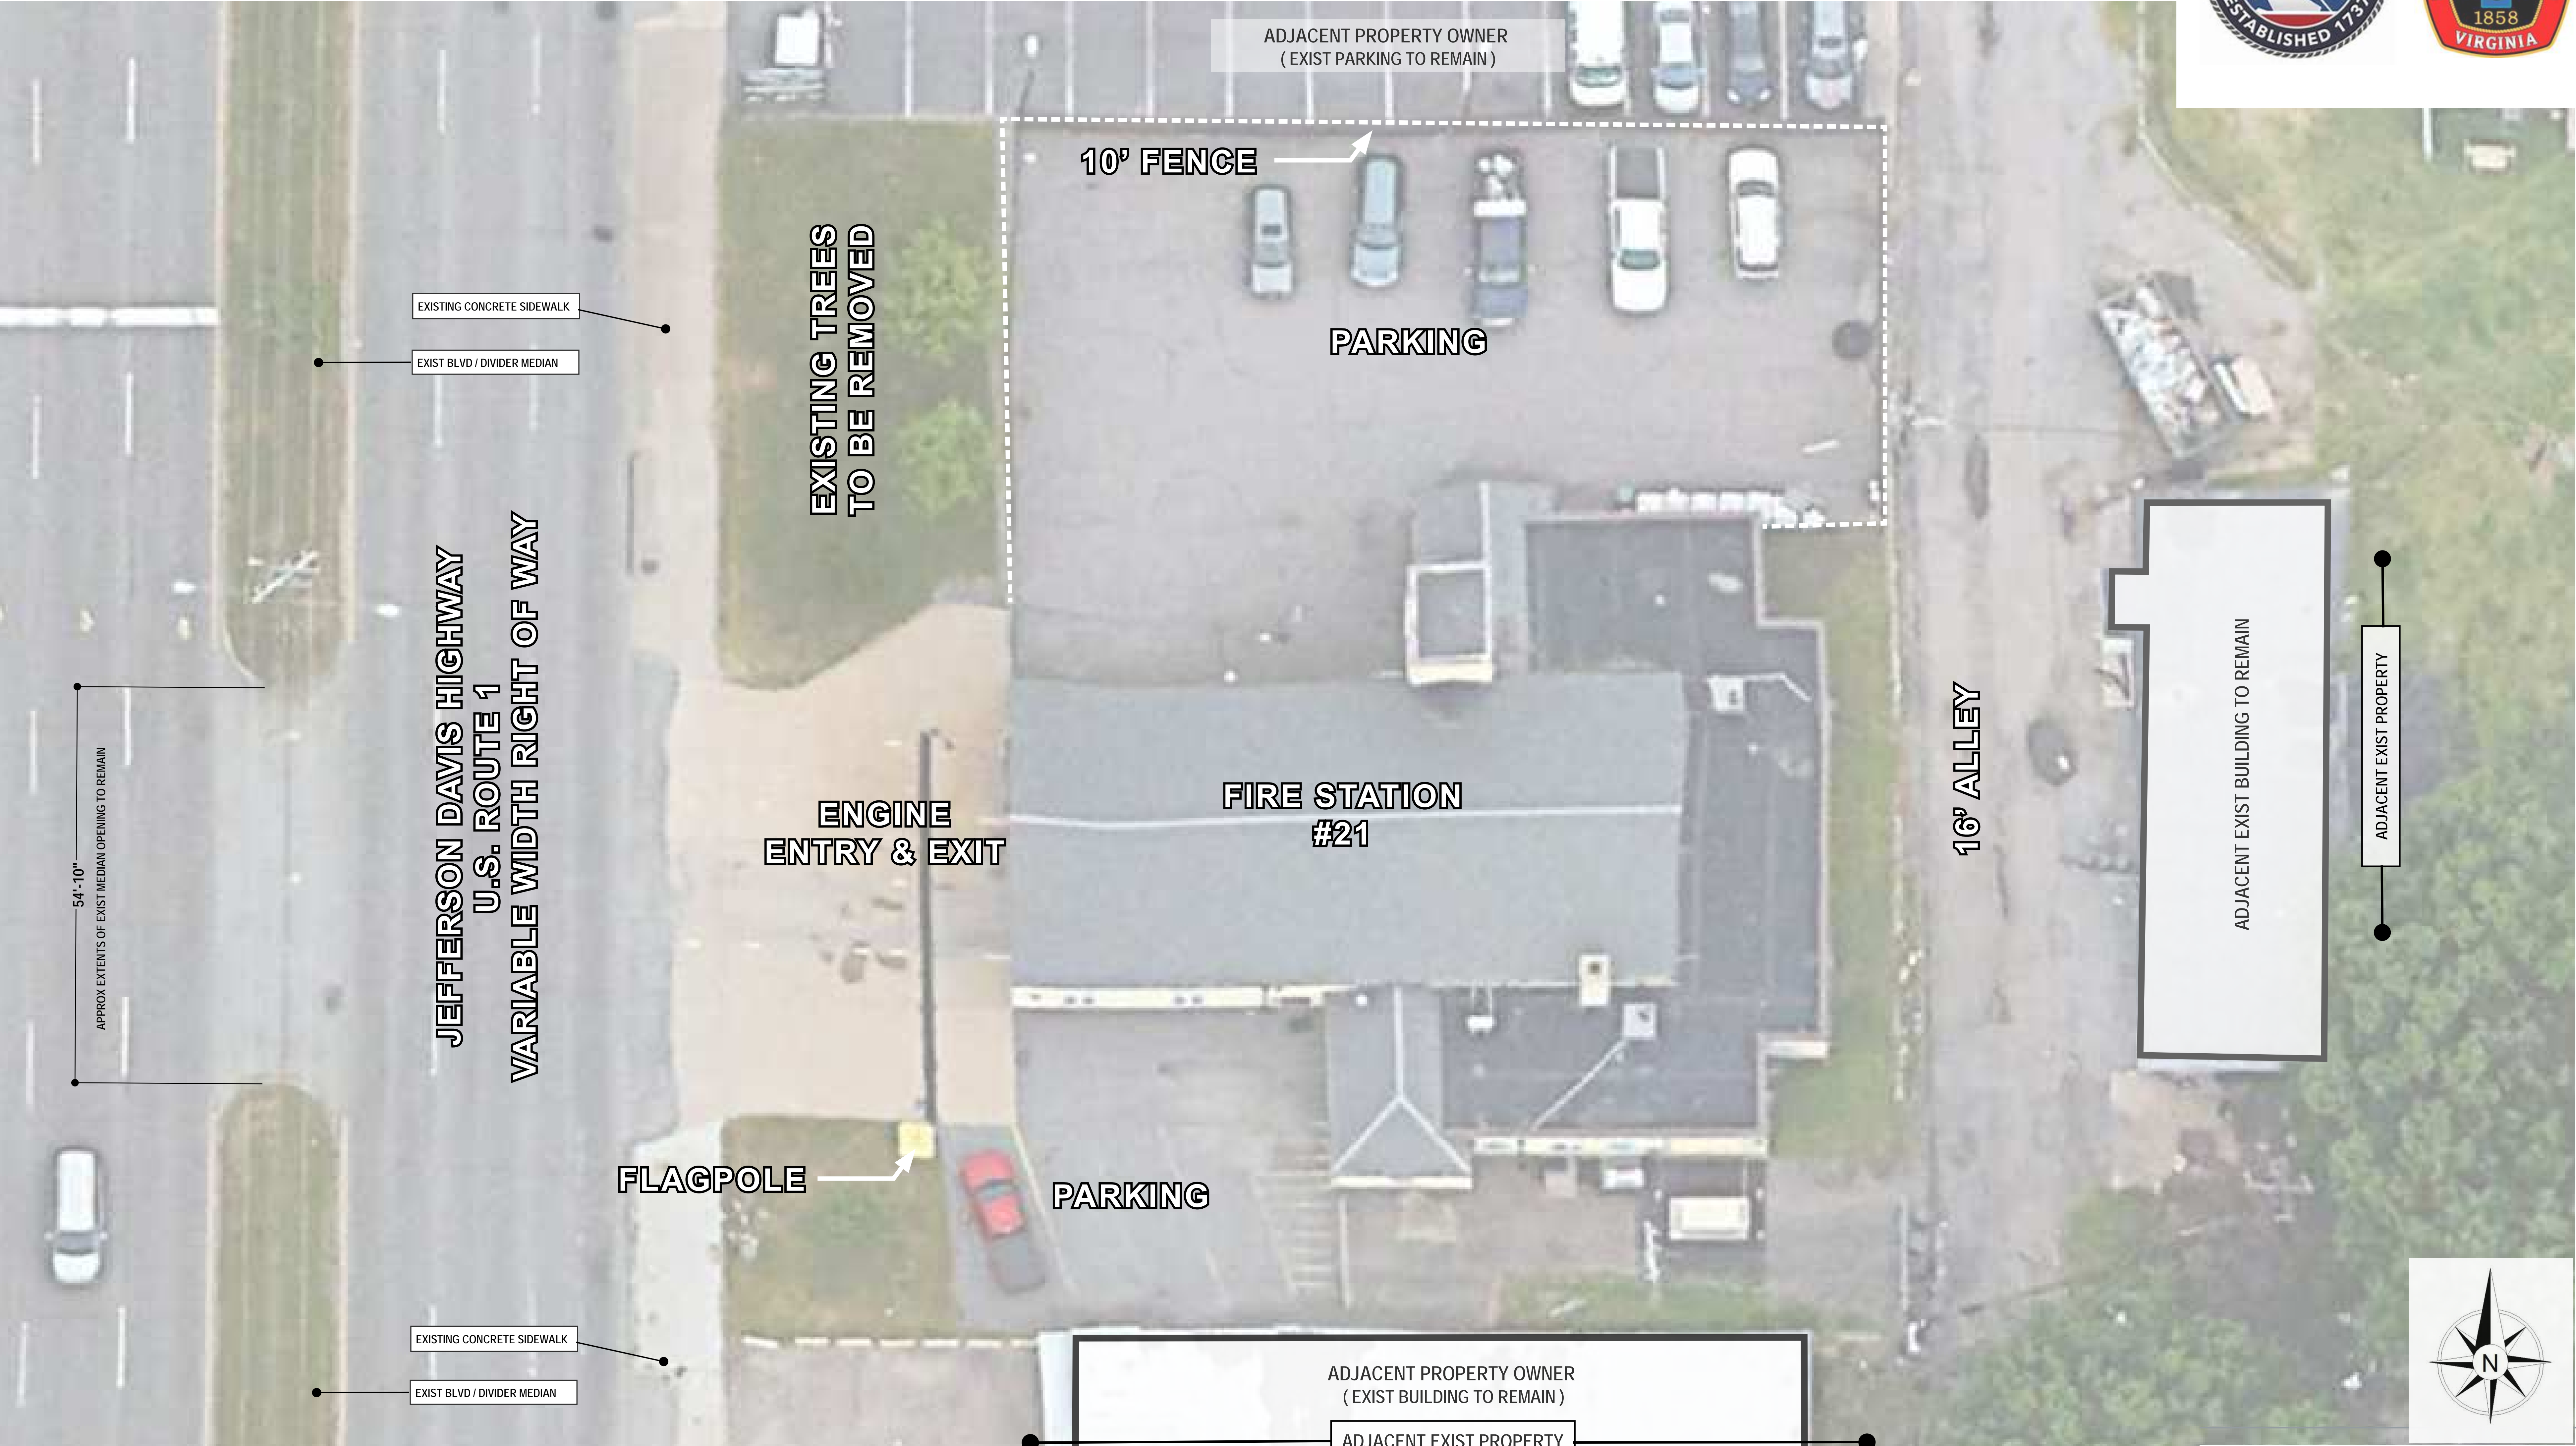 ADJACENT PROPERTY OWNER
( EXIST PARKING TO REMAIN )
ESTABLISHED 1737
1858
VIRGINIA
10’ FENCE
EXISTING TREES
TO BE REMOVED
EXISTING CONCRETE SIDEWALK
EXIST BLVD / DIVIDER MEDIAN
PARKING
JEFFERSON DAVIS HIGHWAY
U.S. ROUTE 1
VARIABLE WIDTH RIGHT OF WAY
54'-10"
APPROX EXTENTS OF EXIST MEDIAN OPENING TO REMAIN
ENGINE
ENTRY & EXIT
FIRE STATION
#21
16’ ALLEY
ADJACENT EXIST BUILDING TO REMAIN
ADJACENT EXIST PROPERTY
FLAGPOLE
PARKING
EXISTING CONCRETE SIDEWALK
EXIST BLVD / DIVIDER MEDIAN
ADJACENT PROPERTY OWNER
( EXIST BUILDING TO REMAIN )
ADJACENT EXIST PROPERTY
N